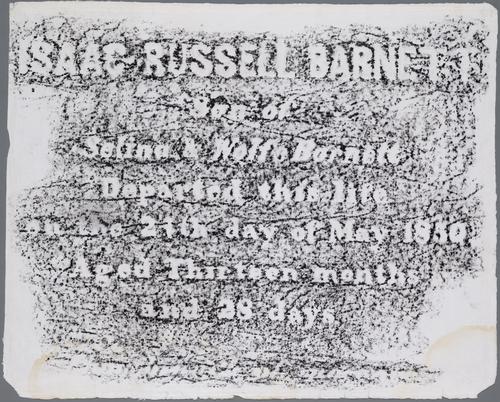 ISAAC RUSSELL BARNETT
Son of
Selina & Barnett
Departed this life
on the 24th day of May
Aged Thirteen months
and 28 days